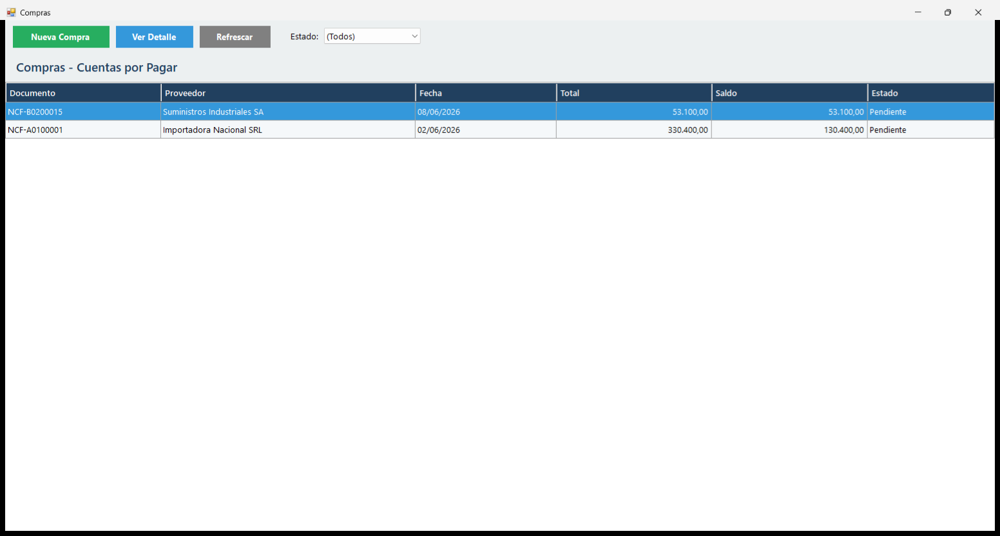 Compras
Nueva Compra Ver Detalle Refrescar Estado: (Todos)
Compras - Cuentas por Pagar
Documento Proveedor Fecha Total Saldo Estado
NCF-B0200015 Suministros Industriales SA 08/06/2026 53.100,00 53.100,00 Pendiente
NCF-A0100001 Importadora Nacional SRL 02/06/2026 330.400,00 130.400,00 Pendiente